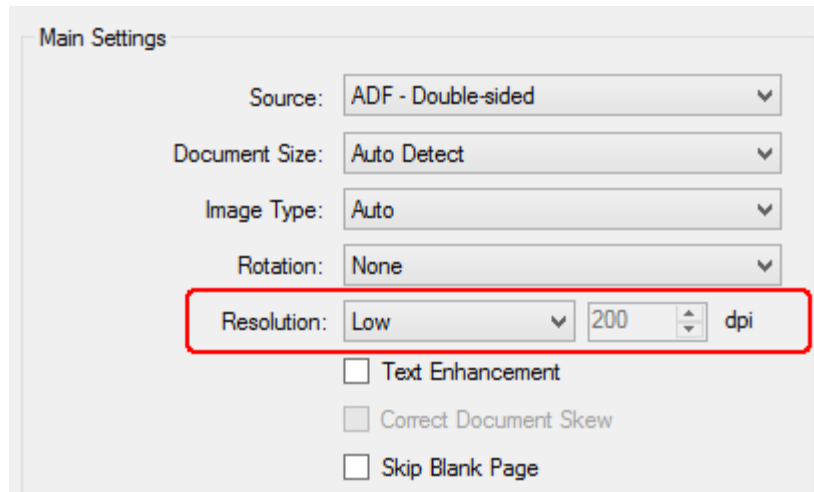 Main Settings
Source: ADF - Double-sided
Document Size: Auto Detect
Image Type: Auto
Rotation: None
Resolution: Low 200 dpi
Text Enhancement
Correct Document Skew
Skip Blank Page